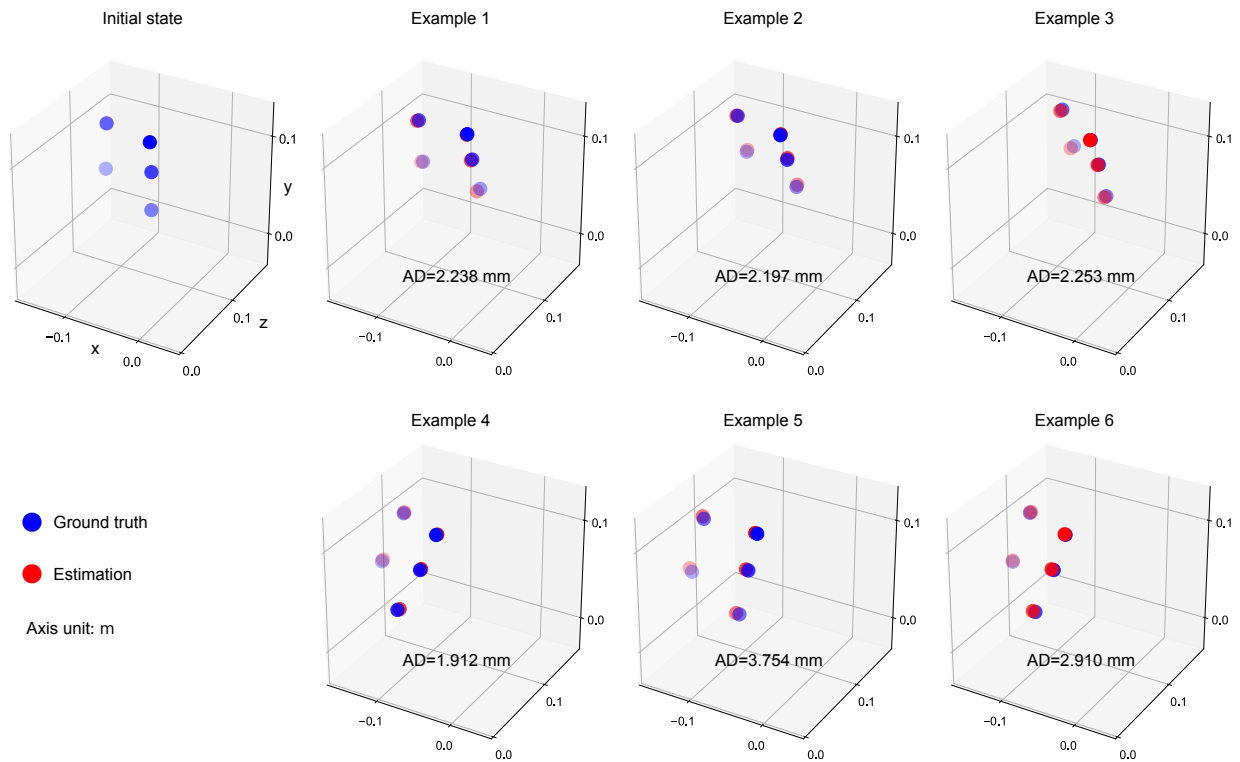 Initial state
Example 1
Example 2
Example 3
0.1
y
0.0
0.1
z
−0.1
x
0.0
0.0
0.1
0.0
AD=2.238 mm
0.1
−0.1
0.0
0.0
0.1
0.0
AD=2.197 mm
0.1
−0.1
0.0
0.0
0.1
0.0
AD=2.253 mm
0.1
−0.1
0.0
0.0
Example 4
Example 5
Example 6
Ground truth
Estimation
Axis unit: m
0.1
0.0
AD=1.912 mm
0.1
−0.1
0.0
0.0
0.1
0.0
AD=3.754 mm
0.1
−0.1
0.0
0.0
0.1
0.0
AD=2.910 mm
0.1
−0.1
0.0
0.0